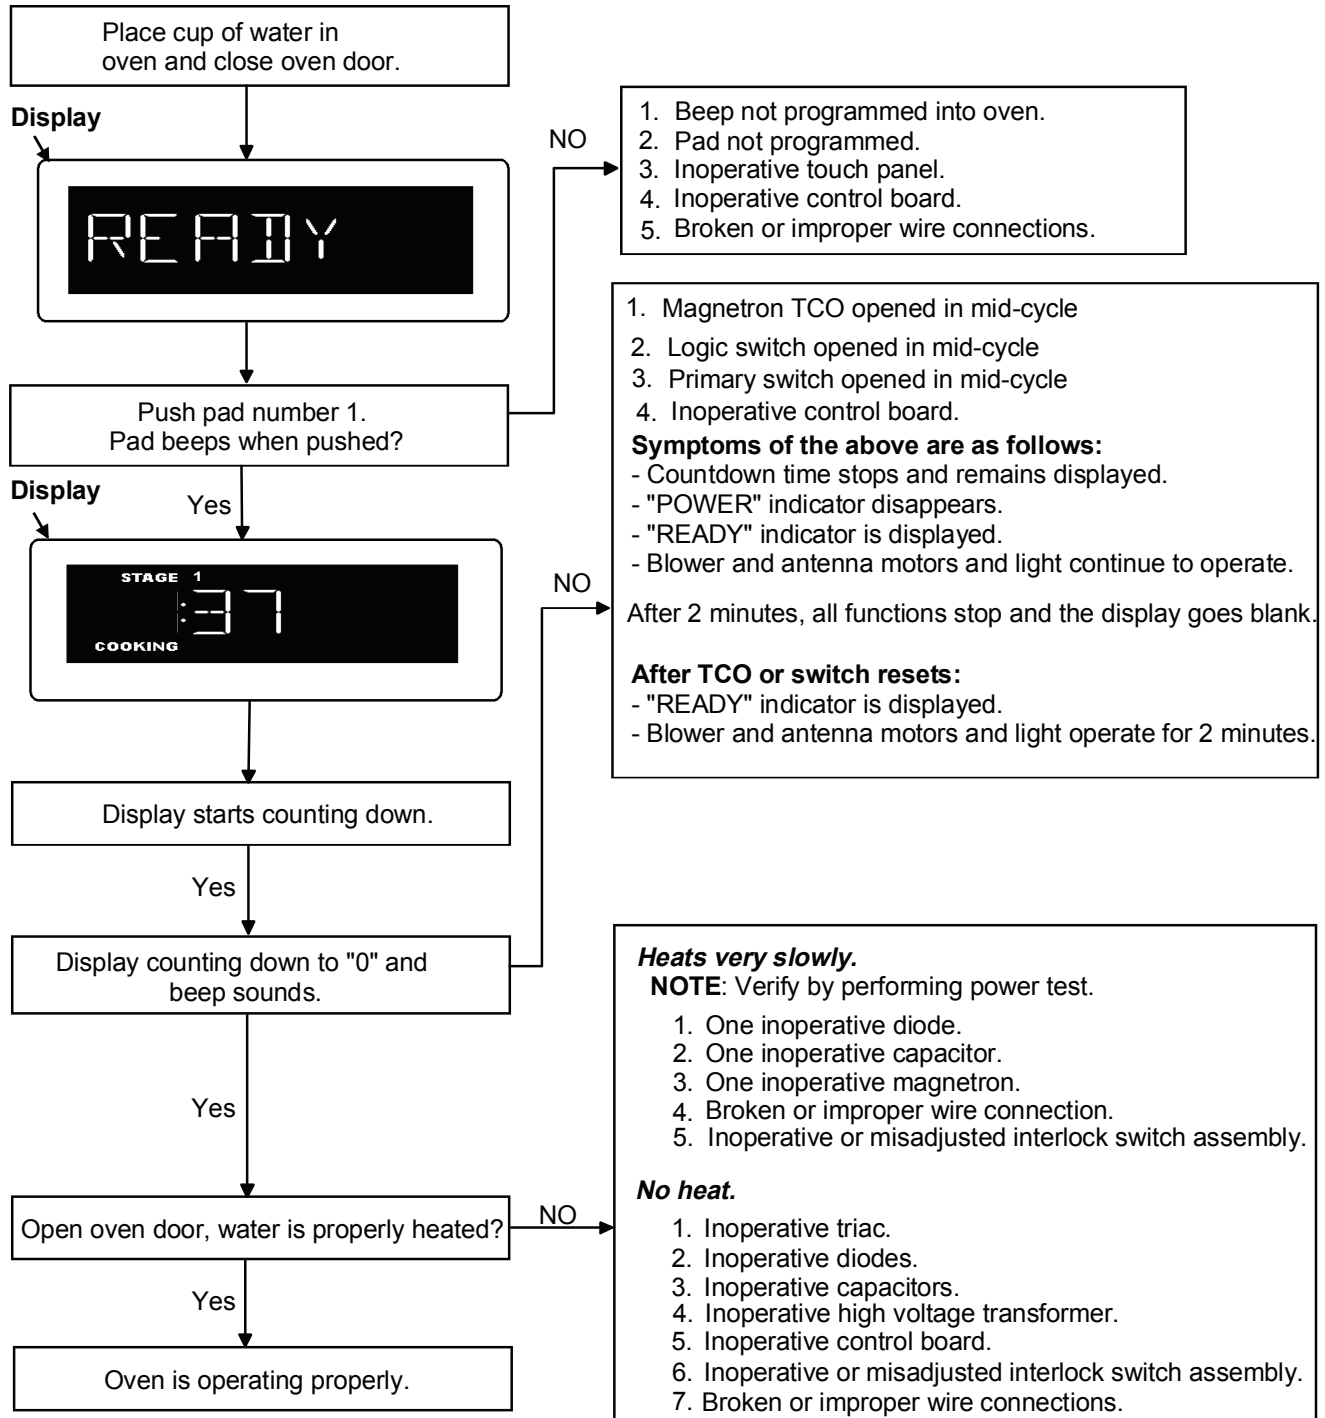 Place cup of water in
oven and close oven door.
Display
READY
NO
1. Beep not programmed into oven.
2. Pad not programmed.
3. Inoperative touch panel.
4. Inoperative control board.
5. Broken or improper wire connections.
Push pad number 1.
Pad beeps when pushed?
Display
Yes
STAGE 1
:37
COOKING
NO
1. Magnetron TCO opened in mid-cycle
2. Logic switch opened in mid-cycle
3. Primary switch opened in mid-cycle
4. Inoperative control board.
Symptoms of the above are as follows:
- Countdown time stops and remains displayed.
- "POWER" indicator disappears.
- "READY" indicator is displayed.
- Blower and antenna motors and light continue to operate.
After 2 minutes, all functions stop and the display goes blank.
After TCO or switch resets:
- "READY" indicator is displayed.
- Blower and antenna motors and light operate for 2 minutes.
Display starts counting down.
Yes
Display counting down to "0" and
beep sounds.
Yes
Open oven door, water is properly heated?
NO
Heats very slowly.
NOTE: Verify by performing power test.
1. One inoperative diode.
2. One inoperative capacitor.
3. One inoperative magnetron.
4. Broken or improper wire connection.
5. Inoperative or misadjusted interlock switch assembly.
No heat.
1. Inoperative triac.
2. Inoperative diodes.
3. Inoperative capacitors.
4. Inoperative high voltage transformer.
5. Inoperative control board.
6. Inoperative or misadjusted interlock switch assembly.
7. Broken or improper wire connections.
Yes
Oven is operating properly.